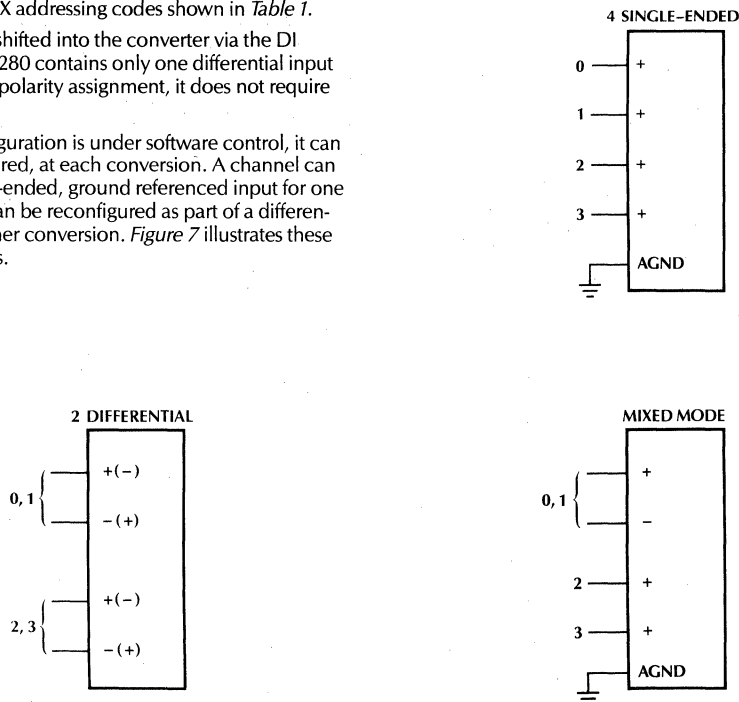 X addressing codes shown in Table 1.
shifted into the converter via the DI
280 contains only one differential input
polarity assignment, it does not require
guration is under software control, it can
red, at each conversion. A channel can
-ended, ground referenced input for one
an be reconfigured as part of a differen-
her conversion. Figure 7 illustrates these
s.
4 SINGLE-ENDED
0 +
1 +
2 +
3 +
AGND
2 DIFFERENTIAL
+(-)
0, 1
-(+)
+(-)
2, 3
-(+)
MIXED MODE
+
0, 1
-
2 +
3 +
AGND